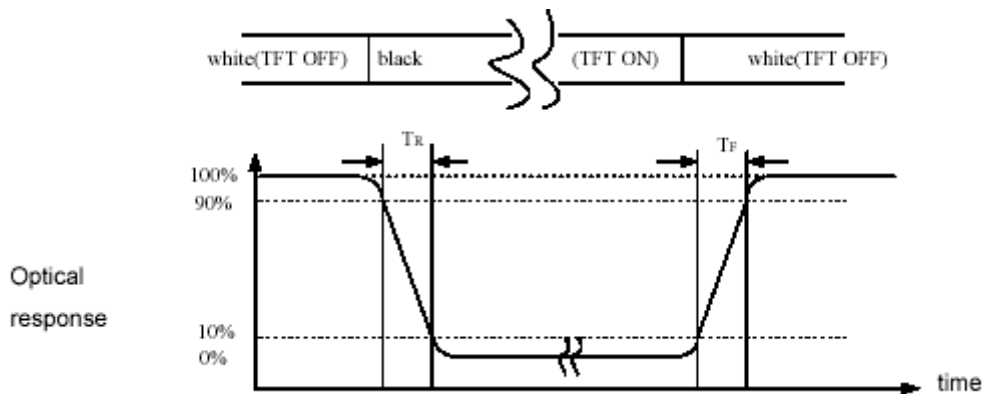 white(TFT OFF) black (TFT ON) white(TFT OFF)
TR TF
100%
90%
Optical
response
10%
0%
time